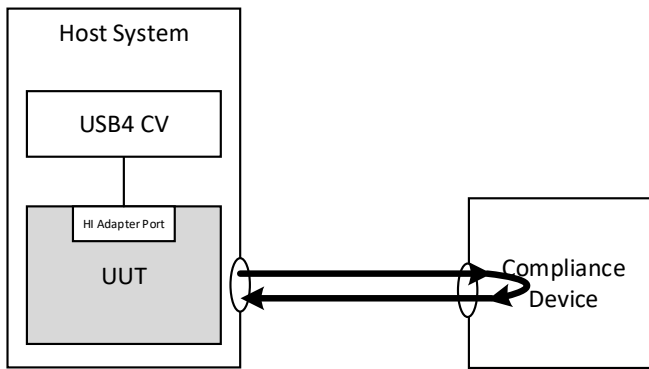 Host System
USB4 CV
HI Adapter Port
UUT
Compliance
Device